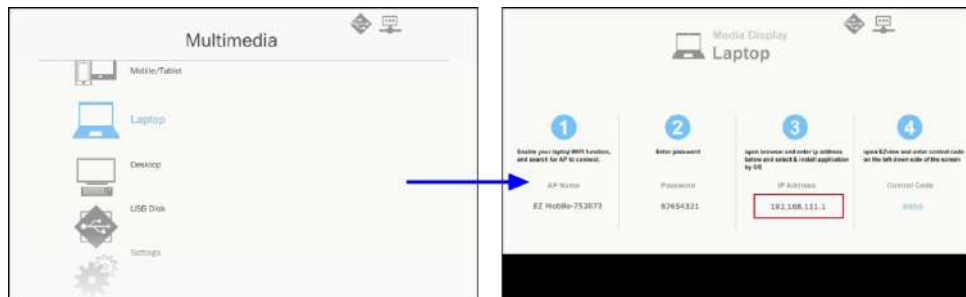 Multimedia
Mobile/Tablet
Laptop
Desktop
USB Disk
Settings
Media Display
Laptop
1
Enable your laptop WIFI function,
and search for AP to connect.
AP Name
EZ Mobile-753073
2
Enter password
Password
87654321
3
open browser and enter ip address
below and select & install application
by OS
IP Address
192.168.111.1
4
open EZview and enter control code
on the left down side of the screen
Control Code